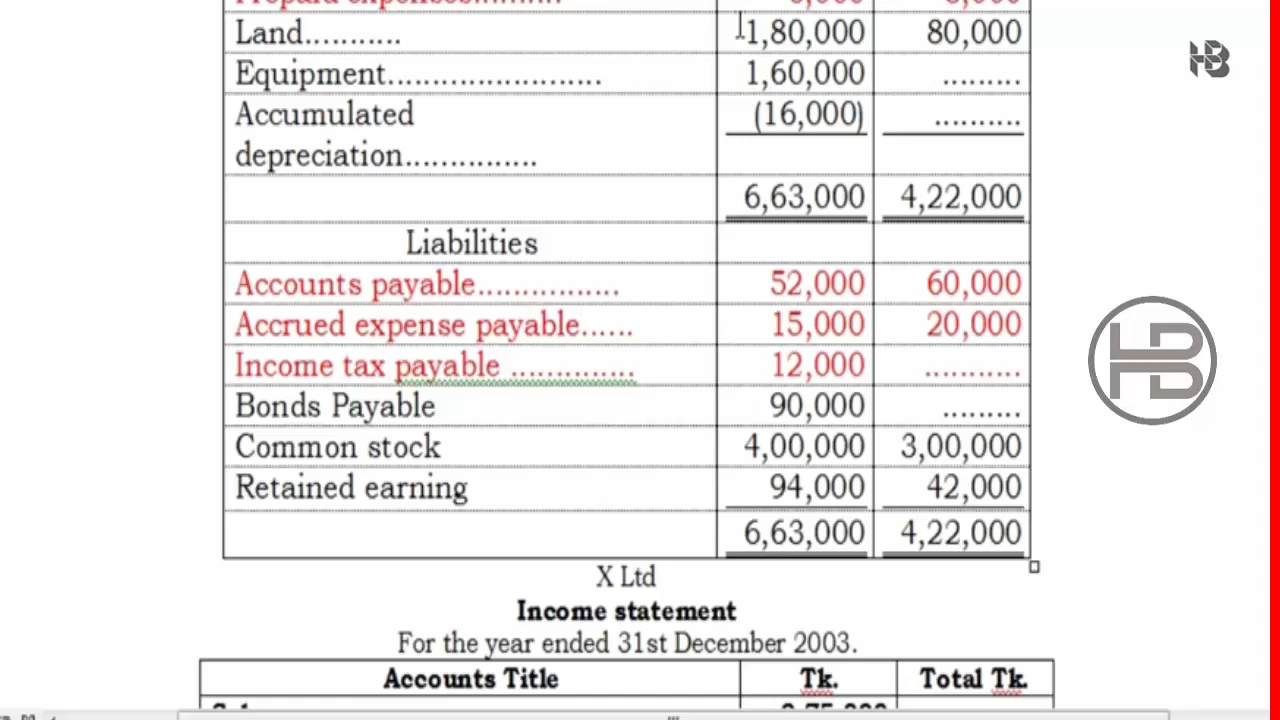 Prepaid expenses............
Land........... 1,80,000 80,000
Equipment........................ 1,60,000 .........
Accumulated (16,000) ..........
depreciation...............
6,63,000 4,22,000
Liabilities
Accounts payable................ 52,000 60,000
Accrued expense payable...... 15,000 20,000
Income tax payable .............. 12,000 ...........
Bonds Payable 90,000 .........
Common stock 4,00,000 3,00,000
Retained earning 94,000 42,000
6,63,000 4,22,000
X Ltd
Income statement
For the year ended 31st December 2003.
Accounts Title Tk. Total Tk.
HB
HB